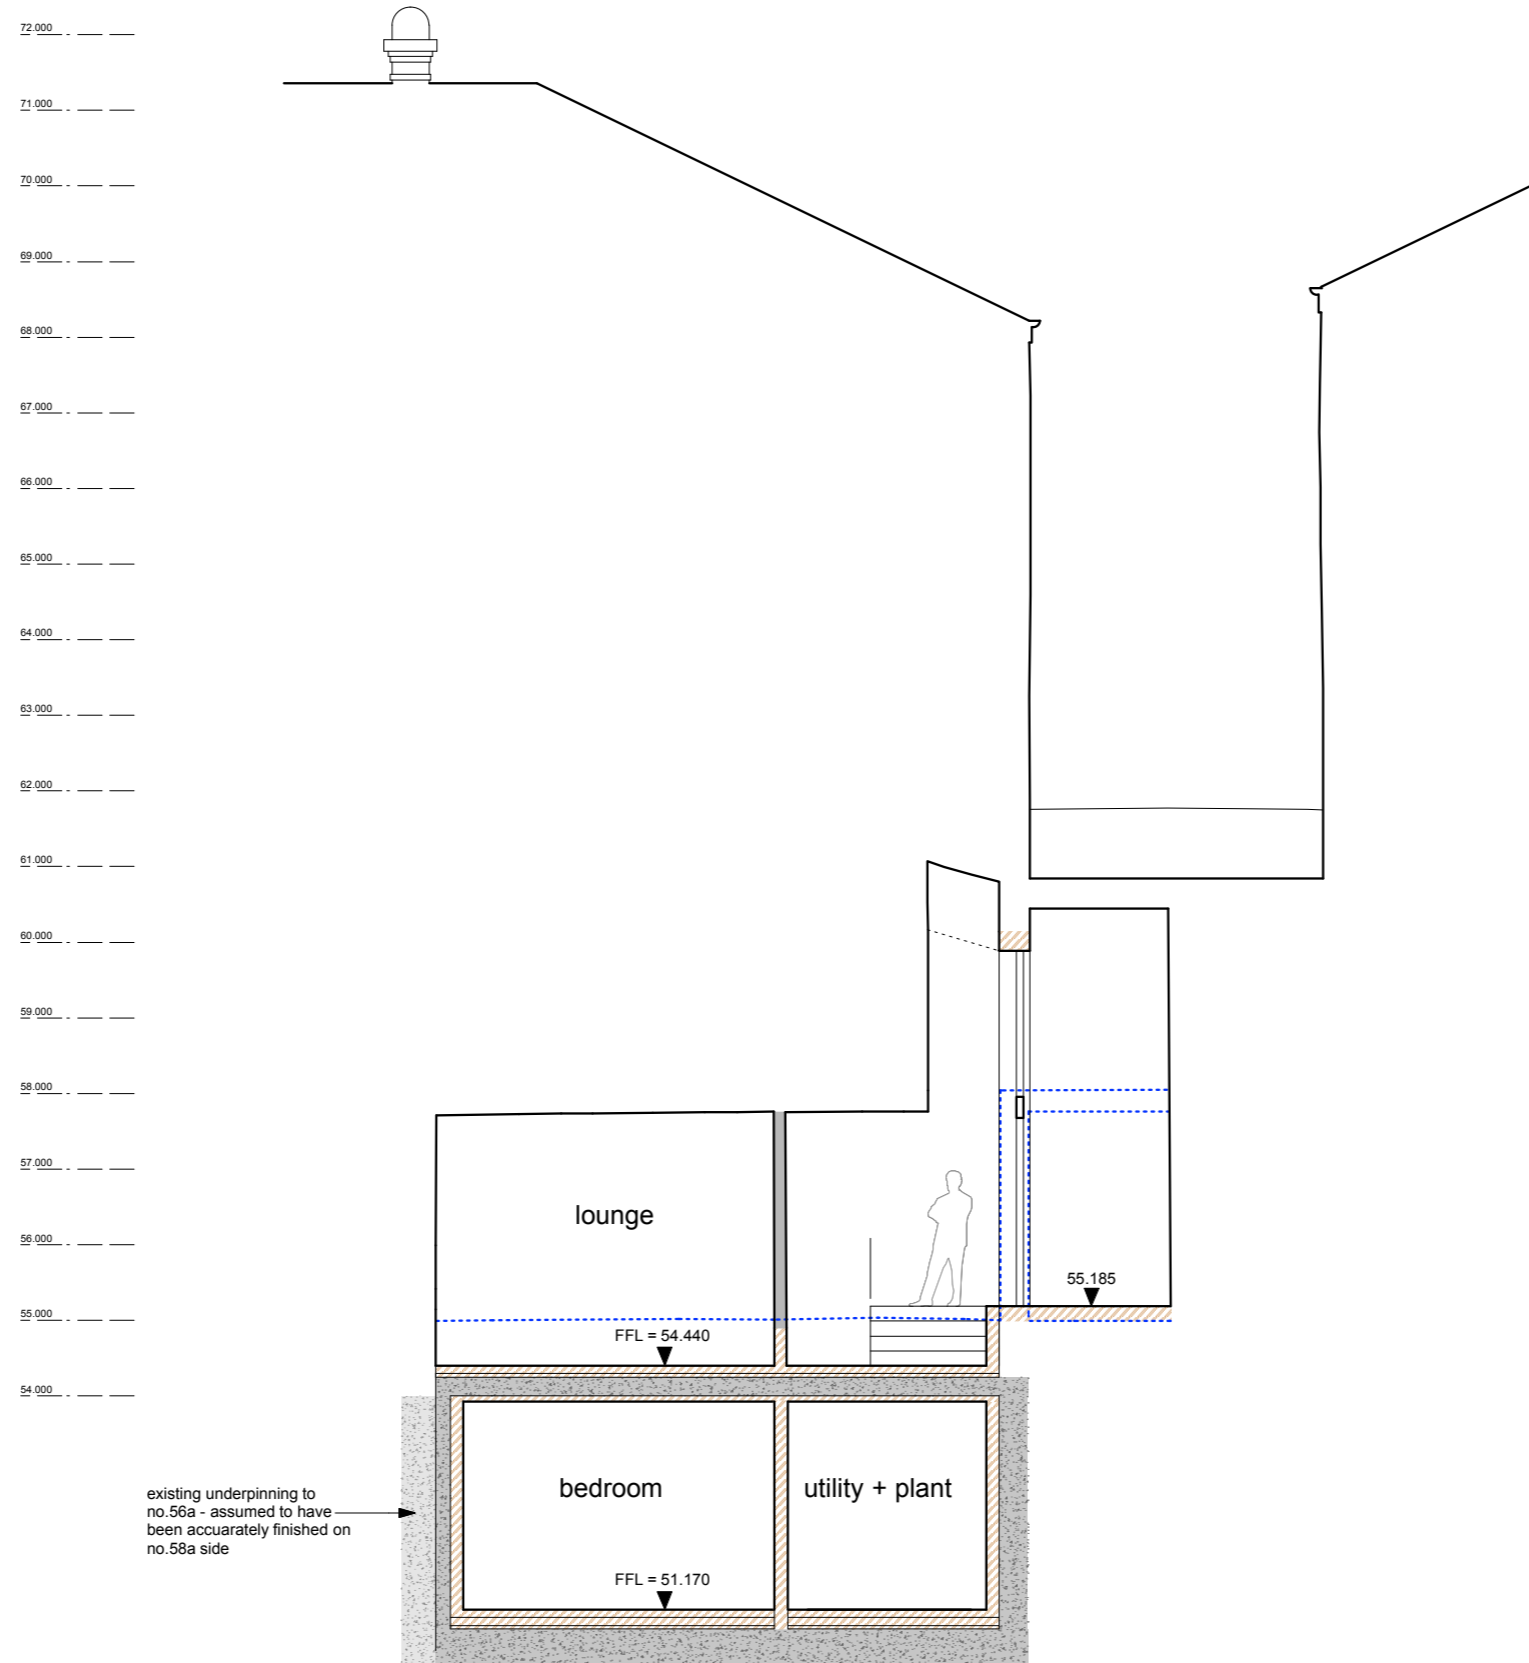 72.000
71.000
70.000
69.000
68.000
67.000
66.000
65.000
64.000
63.000
62.000
61.000
60.000
59.000
58.000
57.000
56.000
55.000
54.000
lounge
55.185
FFL = 54.440
bedroom
utility + plant
existing underpinning to
no.56a - assumed to have
been accuarately finished on
no.58a side
FFL = 51.170